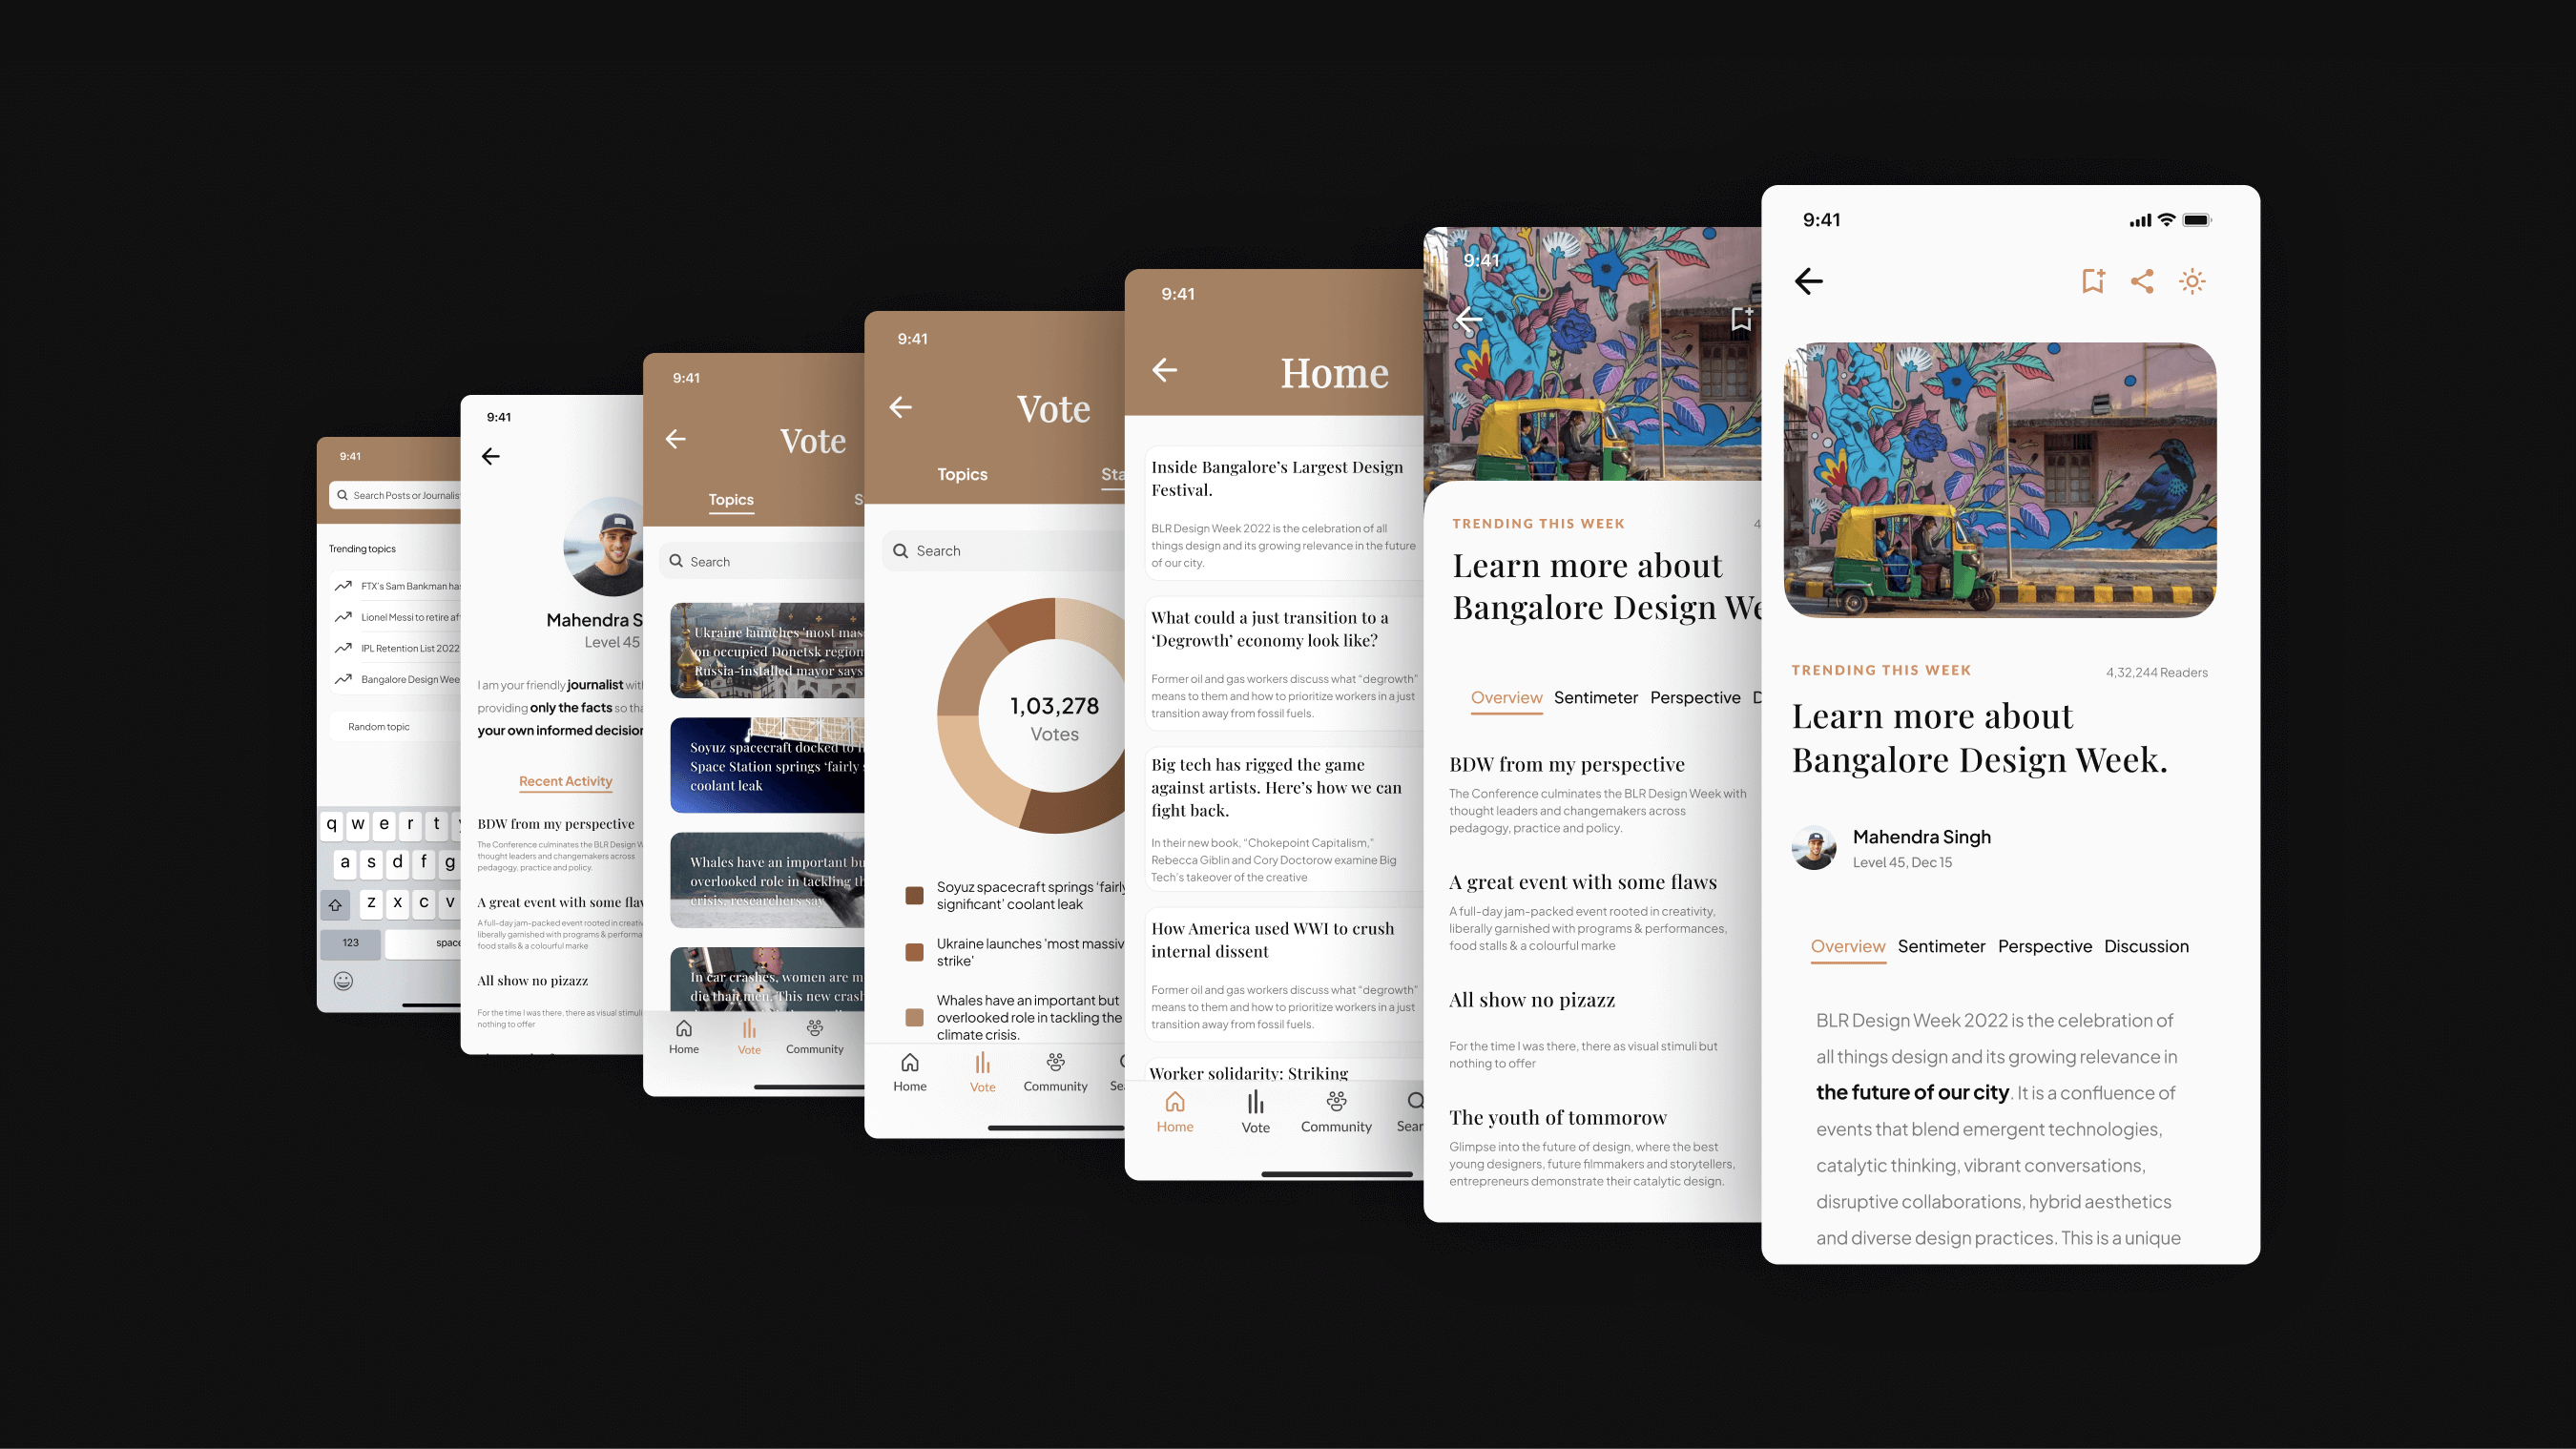 9:41
Search Posts or Journalis
Trending topics
FTX's Sam Bankman ha
Lionel Messi to retire af
IPL Retention List 2022
Bangalore Design Wee
Random topic
q w e r t
a s d f g
z x c v
123
space
9:41
Mahendra S
Level 45
I am your friendly journalist wit
providing only the facts so tha
your own informed decision
Recent Activity
BDW from my perspective
The Conference culminates the BLR Design W
thought leaders and changemakers across
pedagogy, practice and policy.
A great event with some flaw
A full-day jam-packed event rooted in creativ
liberally garnished with programs & performa
food stalls & a colourful marke
All show no pizazz
For the time I was there, there as visual stimuli
nothing to offer
9:41
Vote
Topics
S
Search
Ukraine launches 'most mas
on occupied Donetsk region
Russia-installed mayor says
Soyuz spacecraft docked to
Space Station springs 'fairly
coolant leak
Whales have an important bu
overlooked role in tackling th
crisis, researchers say
In car crashes, women are m
die than men. This new crash
Home
Vote
Community
9:41
Vote
Topics
Sta
Search
1,03,278
Votes
Soyuz spacecraft springs 'fairly
significant' coolant leak
Ukraine launches 'most massiv
strike'
Whales have an important but
overlooked role in tackling the
climate crisis.
Home
Vote
Community
Sea
9:41
Home
Inside Bangalore's Largest Design
Festival.
BLR Design Week 2022 is the celebration of all
things design and its growing relevance in the future
of our city.
What could a just transition to a
'Degrowth' economy look like?
Former oil and gas workers discuss what "degrowth"
means to them and how to prioritize workers in a just
transition away from fossil fuels.
Big tech has rigged the game
against artists. Here's how we can
fight back.
In their new book, "Chokepoint Capitalism,"
Rebecca Giblin and Cory Doctorow examine Big
Tech's takeover of the creative
How America used WWI to crush
internal dissent
Former oil and gas workers discuss what "degrowth"
means to them and how to prioritize workers in a just
transition away from fossil fuels.
Worker solidarity: Striking
Home
Vote
Community
Sear
9:41
TRENDING THIS WEEK
4
Learn more about
Bangalore Design We
Overview Sentimeter Perspective D
BDW from my perspective
The Conference culminates the BLR Design Week with
thought leaders and changemakers across
pedagogy, practice and policy.
A great event with some flaws
A full-day jam-packed event rooted in creativity,
liberally garnished with programs & performances,
food stalls & a colourful marke
All show no pizazz
For the time I was there, there as visual stimuli but
nothing to offer
The youth of tommorow
Glimpse into the future of design, where the best
young designers, future filmmakers and storytellers,
entrepreneurs demonstrate their catalytic design.
9:41
TRENDING THIS WEEK
4,32,244 Readers
Learn more about
Bangalore Design Week.
Mahendra Singh
Level 45, Dec 15
Overview Sentimeter Perspective Discussion
BLR Design Week 2022 is the celebration of
all things design and its growing relevance in
the future of our city. It is a confluence of
events that blend emergent technologies,
catalytic thinking, vibrant conversations,
disruptive collaborations, hybrid aesthetics
and diverse design practices. This is a unique